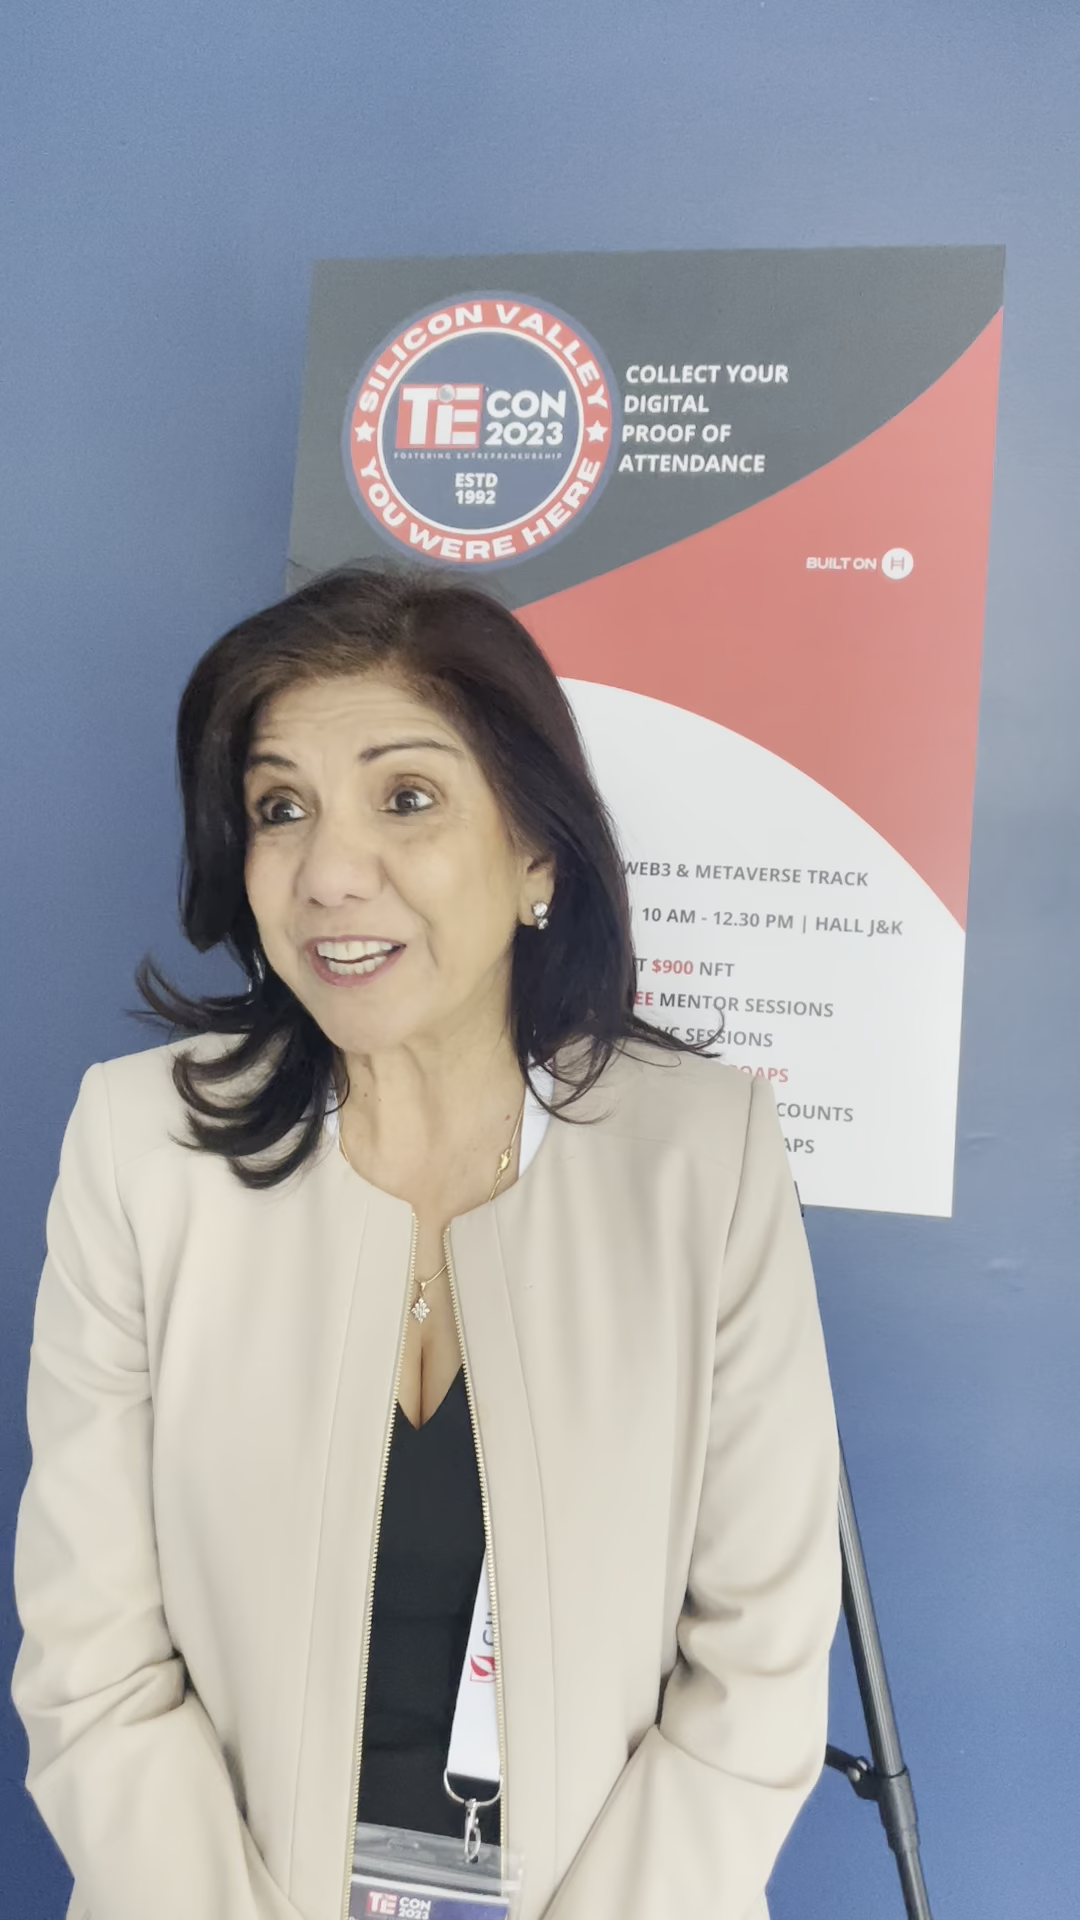 SILICON VALLEY
TiE CON
2023
FOSTERING ENTREPRENEURSHIP
ESTD
1992
YOU WERE HERE
COLLECT YOUR
DIGITAL
PROOF OF
ATTENDANCE
BUILT ON H
WEB3 & METAVERSE TRACK
| 10 AM - 12.30 PM | HALL J&K
$900 NFT
MENTOR SESSIONS
VC SESSIONS
TiE CON
2023